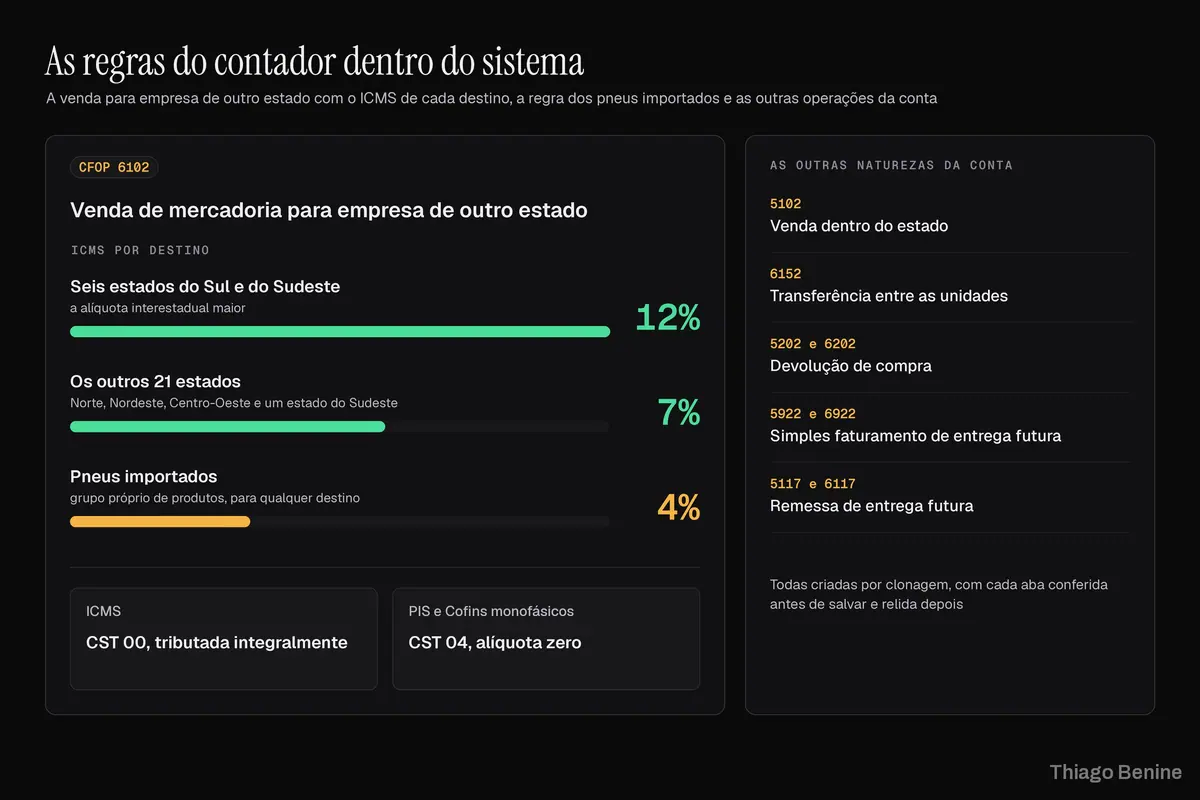 As regras do contador dentro do sistema
A venda para empresa de outro estado com o ICMS de cada destino, a regra dos pneus importados e as outras operações da conta
CFOP 6102
Venda de mercadoria para empresa de outro estado
ICMS POR DESTINO
Seis estados do Sul e do Sudeste
a alíquota interestadual maior
12%
Os outros 21 estados
Norte, Nordeste, Centro-Oeste e um estado do Sudeste
7%
Pneus importados
grupo próprio de produtos, para qualquer destino
4%
ICMS
CST 00, tributada integralmente
PIS e Cofins monofásicos
CST 04, alíquota zero
AS OUTRAS NATUREZAS DA CONTA
5102
Venda dentro do estado
6152
Transferência entre as unidades
5202 e 6202
Devolução de compra
5922 e 6922
Simples faturamento de entrega futura
5117 e 6117
Remessa de entrega futura
Todas criadas por clonagem, com cada aba conferida
antes de salvar e relida depois
Thiago Benine